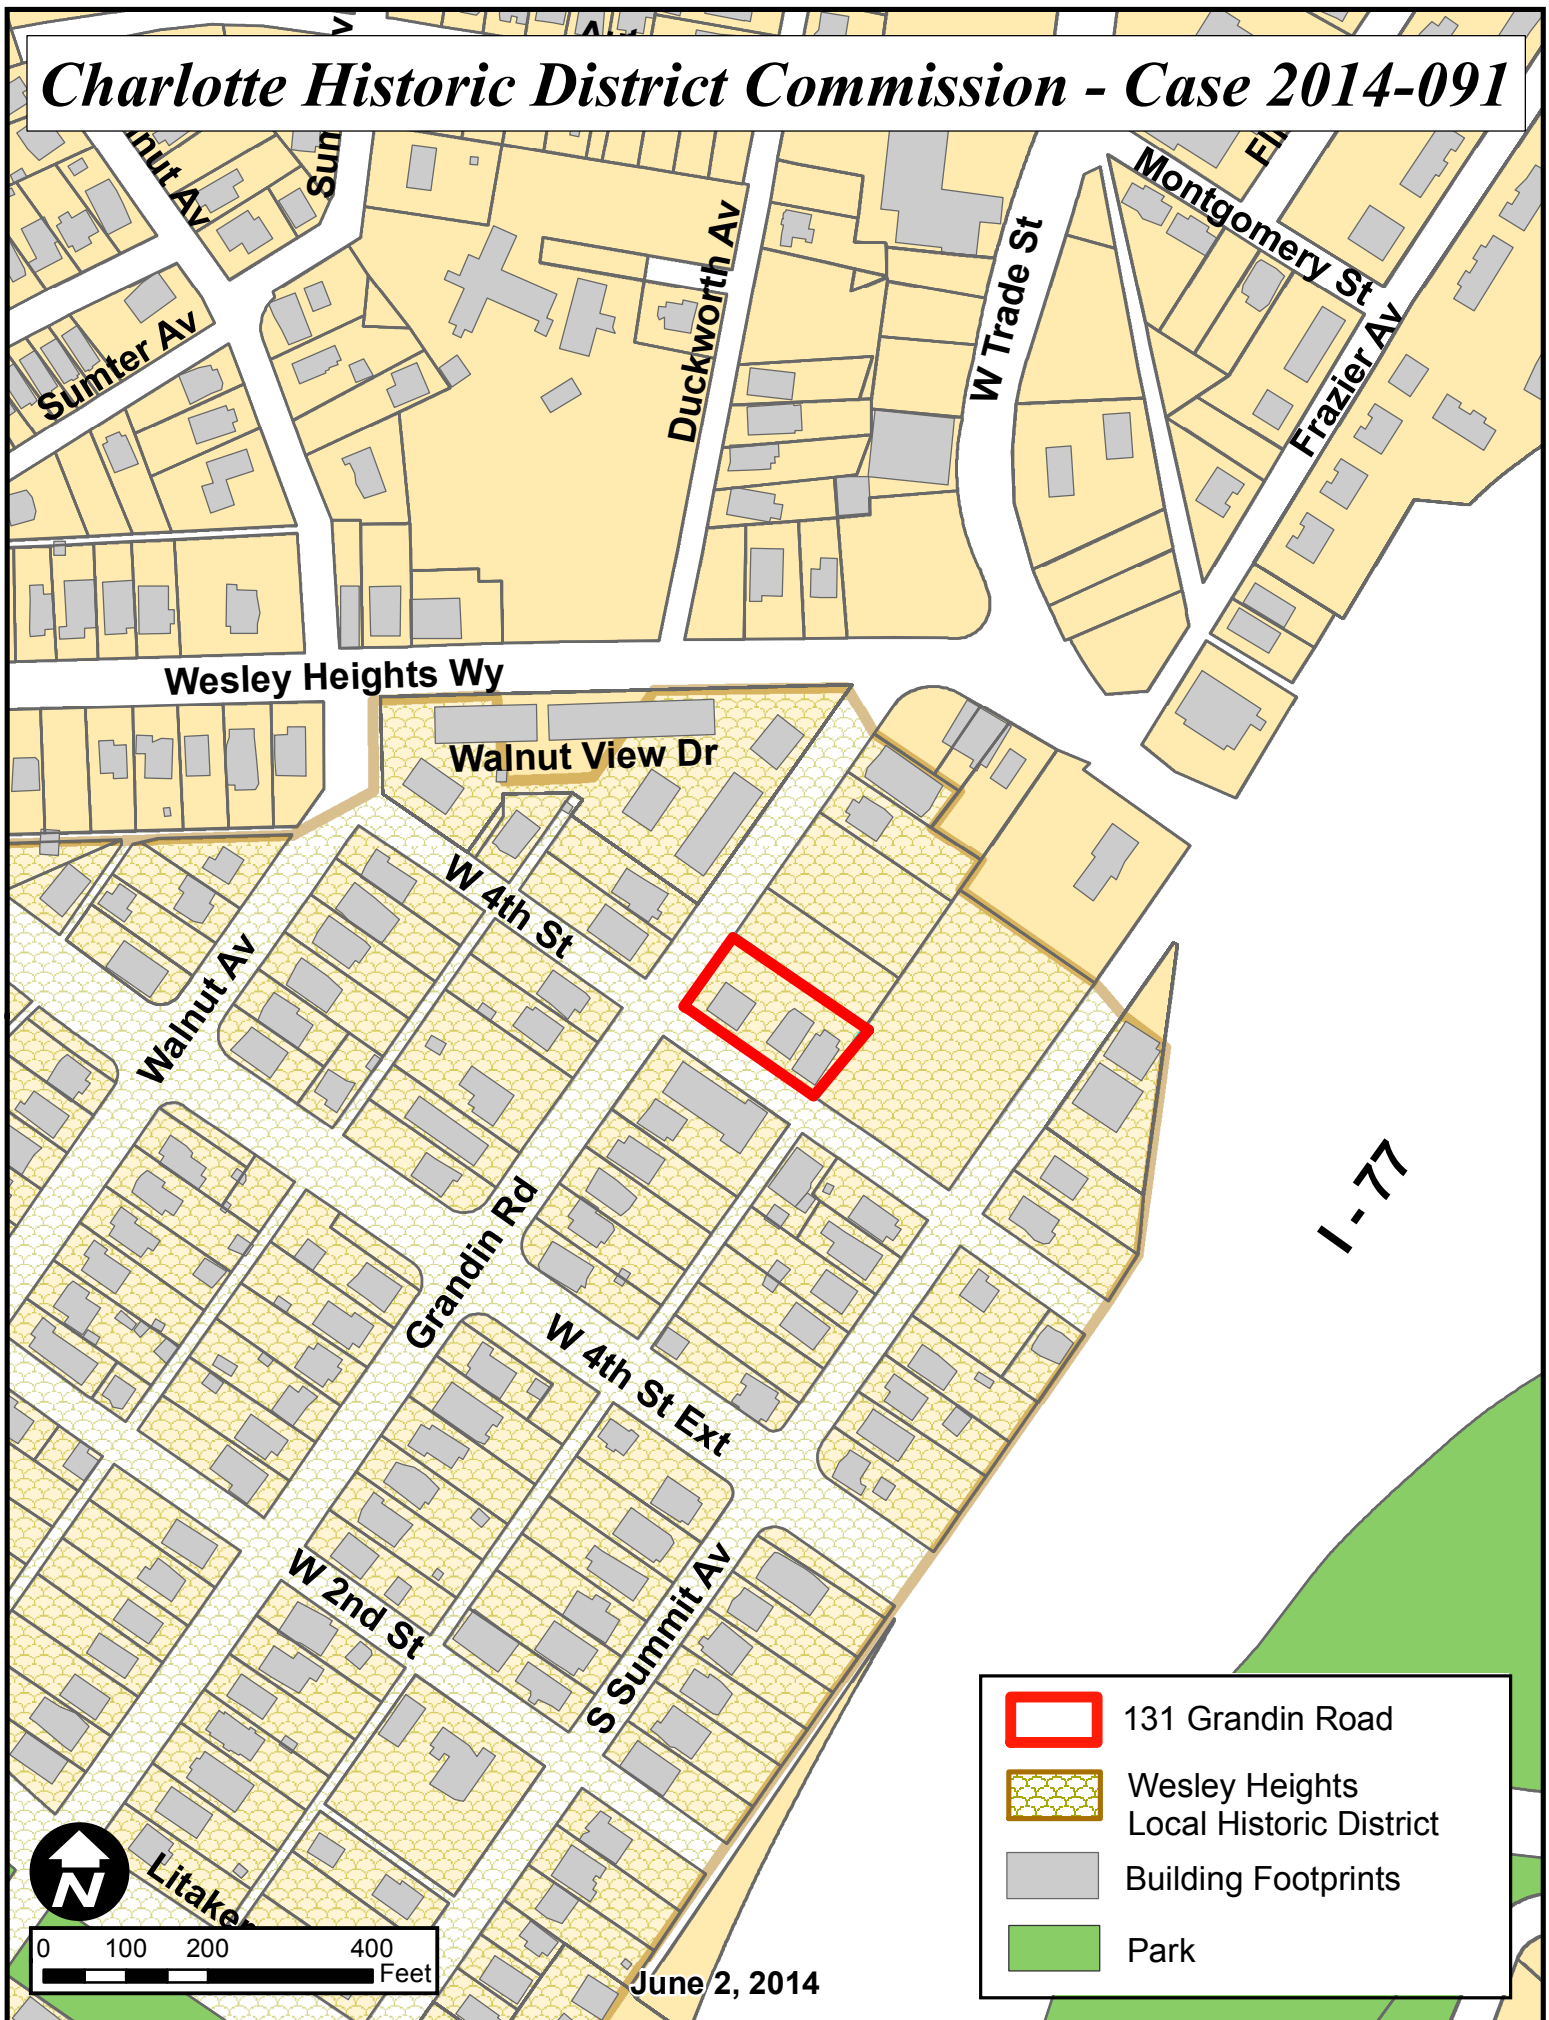 Charlotte Historic District Commission - Case 2014-091
Montgomery St
Duckworth Av
W Trade St
Sumter Av
Frazier Av
Wesley Heights Wy
Walnut View Dr
W 4th St
Walnut Av
I - 77
Grandin Rd
W 4th St Ext
W 2nd St
S Summit Av
Litaker
131 Grandin Road
Wesley Heights
Local Historic District
Building Footprints
Park
N
0 100 200 400
Feet
June 2, 2014